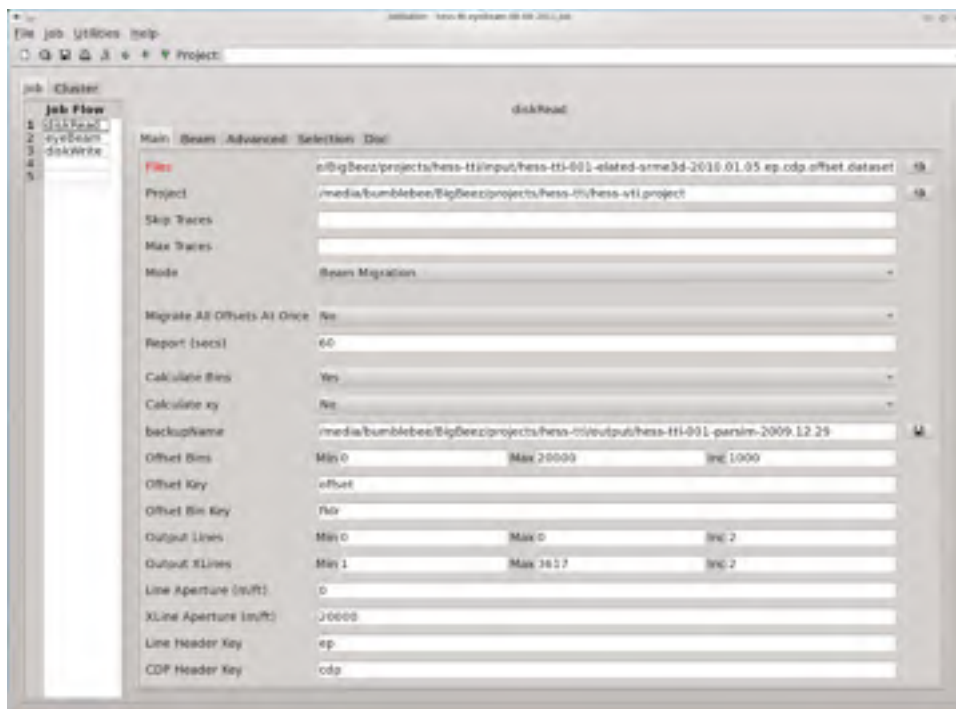 File Job Utilities Help
Project:
Job Cluster
Job Flow
diskRead
1 diskRead
2 eyeBeam
3 diskWrite
4
5
Main Beam Advanced Selection Doc
Files
Project /media/bumblebee/BigBeez/projects/hess-tti/hess-vti.project
Skip Traces
Max Traces
Mode Beam Migration
Migrate All Offsets At Once No
Report (secs) 60
Calculate Bins Yes
Calculate xy No
backupName /media/bumblebee/BigBeez/projects/hess-tti/output/hess-tti-001-parsim-2009.12.29
Offset Bins Min 0 Max 20000 Inc 1000
Offset Key offset
Offset Bin Key
Output Lines Min 0 Max 0 Inc 2
Output XLines Min 1 Max 3617 Inc 2
Line Aperture (m/ft) 0
XLine Aperture (m/ft) 20000
Line Header Key ep
CDP Header Key cdp